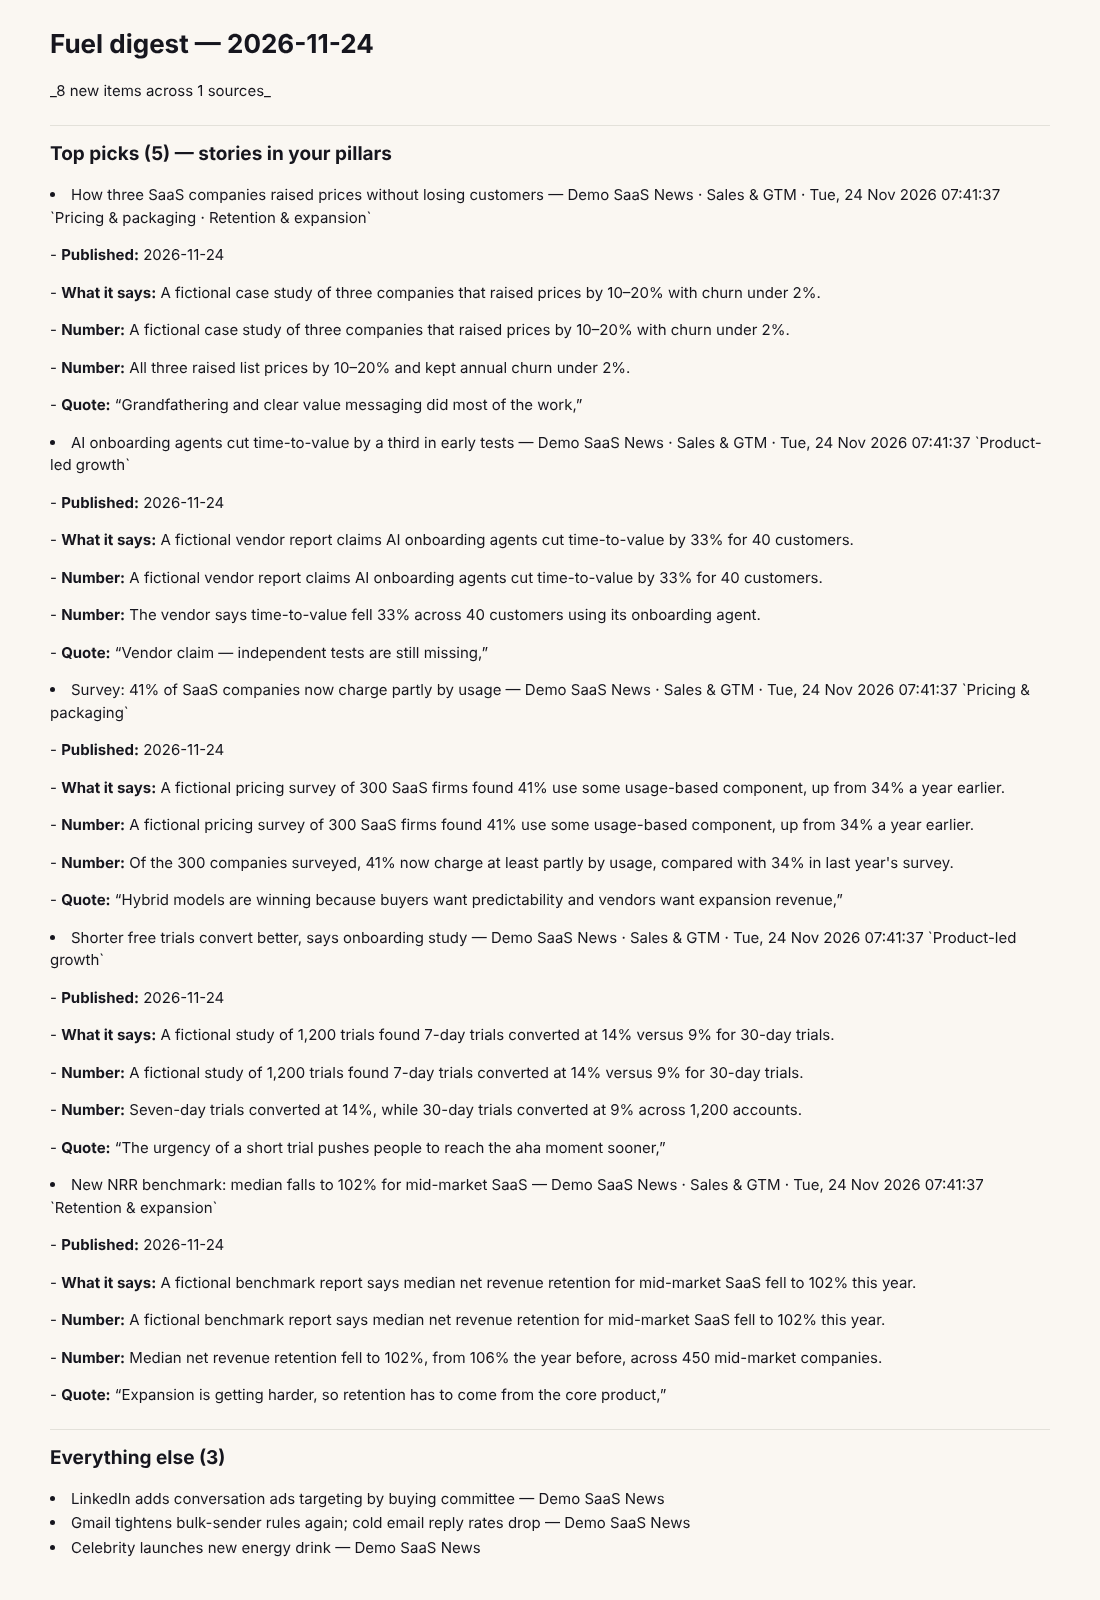 Fuel digest — 2026-11-24
_8 new items across 1 sources_
Top picks (5) — stories in your pillars
• How three SaaS companies raised prices without losing customers — Demo SaaS News · Sales & GTM · Tue, 24 Nov 2026 07:41:37
`Pricing & packaging · Retention & expansion`
- Published: 2026-11-24
- What it says: A fictional case study of three companies that raised prices by 10–20% with churn under 2%.
- Number: A fictional case study of three companies that raised prices by 10–20% with churn under 2%.
- Number: All three raised list prices by 10–20% and kept annual churn under 2%.
- Quote: “Grandfathering and clear value messaging did most of the work,”
• AI onboarding agents cut time-to-value by a third in early tests — Demo SaaS News · Sales & GTM · Tue, 24 Nov 2026 07:41:37 `Product-
led growth`
- Published: 2026-11-24
- What it says: A fictional vendor report claims AI onboarding agents cut time-to-value by 33% for 40 customers.
- Number: A fictional vendor report claims AI onboarding agents cut time-to-value by 33% for 40 customers.
- Number: The vendor says time-to-value fell 33% across 40 customers using its onboarding agent.
- Quote: “Vendor claim — independent tests are still missing,”
• Survey: 41% of SaaS companies now charge partly by usage — Demo SaaS News · Sales & GTM · Tue, 24 Nov 2026 07:41:37 `Pricing &
packaging`
- Published: 2026-11-24
- What it says: A fictional pricing survey of 300 SaaS firms found 41% use some usage-based component, up from 34% a year earlier.
- Number: A fictional pricing survey of 300 SaaS firms found 41% use some usage-based component, up from 34% a year earlier.
- Number: Of the 300 companies surveyed, 41% now charge at least partly by usage, compared with 34% in last year's survey.
- Quote: “Hybrid models are winning because buyers want predictability and vendors want expansion revenue,”
• Shorter free trials convert better, says onboarding study — Demo SaaS News · Sales & GTM · Tue, 24 Nov 2026 07:41:37 `Product-led
growth`
- Published: 2026-11-24
- What it says: A fictional study of 1,200 trials found 7-day trials converted at 14% versus 9% for 30-day trials.
- Number: A fictional study of 1,200 trials found 7-day trials converted at 14% versus 9% for 30-day trials.
- Number: Seven-day trials converted at 14%, while 30-day trials converted at 9% across 1,200 accounts.
- Quote: “The urgency of a short trial pushes people to reach the aha moment sooner,”
• New NRR benchmark: median falls to 102% for mid-market SaaS — Demo SaaS News · Sales & GTM · Tue, 24 Nov 2026 07:41:37
`Retention & expansion`
- Published: 2026-11-24
- What it says: A fictional benchmark report says median net revenue retention for mid-market SaaS fell to 102% this year.
- Number: A fictional benchmark report says median net revenue retention for mid-market SaaS fell to 102% this year.
- Number: Median net revenue retention fell to 102%, from 106% the year before, across 450 mid-market companies.
- Quote: “Expansion is getting harder, so retention has to come from the core product,”
Everything else (3)
• LinkedIn adds conversation ads targeting by buying committee — Demo SaaS News
• Gmail tightens bulk-sender rules again; cold email reply rates drop — Demo SaaS News
• Celebrity launches new energy drink — Demo SaaS News